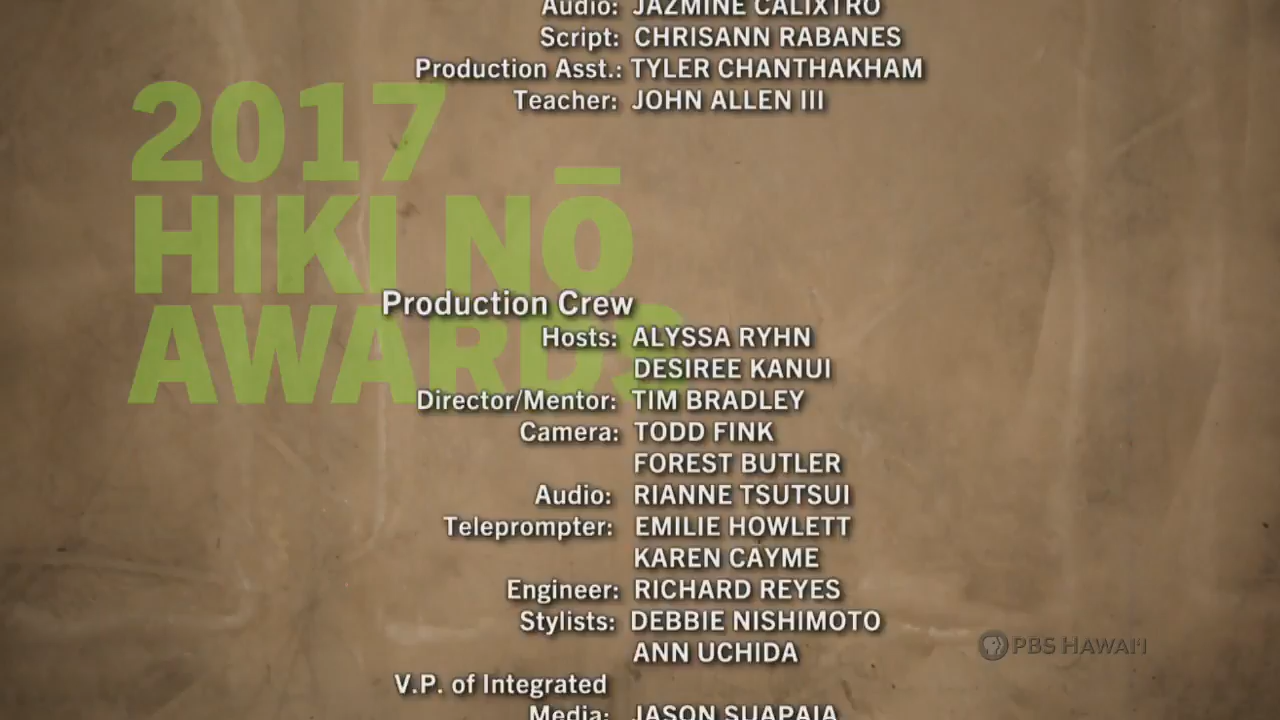 Audio: JAZMINE CALIXTRO
Script: CHRISANN RABANES
Production Asst.: TYLER CHANTHAKHAM
Teacher: JOHN ALLEN III
2017
HIKI NŌ
AWARDS
Production Crew
Hosts: ALYSSA RYHN
DESIREE KANUI
Director/Mentor: TIM BRADLEY
Camera: TODD FINK
FOREST BUTLER
Audio: RIANNE TSUTSUI
Teleprompter: EMILIE HOWLETT
KAREN CAYME
Engineer: RICHARD REYES
Stylists: DEBBIE NISHIMOTO
ANN UCHIDA
PBS HAWAIʻI
V.P. of Integrated
Media: JASON SUAPAIA